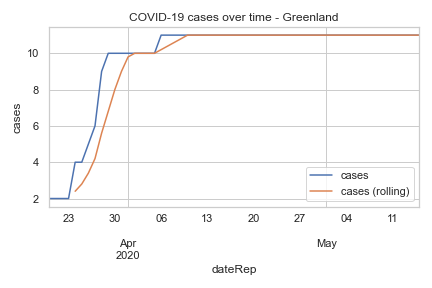 COVID-19 cases over time - Greenland
cases
10
8
6
4
2
cases
cases (rolling)
23
30
06
13
20
27
04
11
Apr
2020
May
dateRep